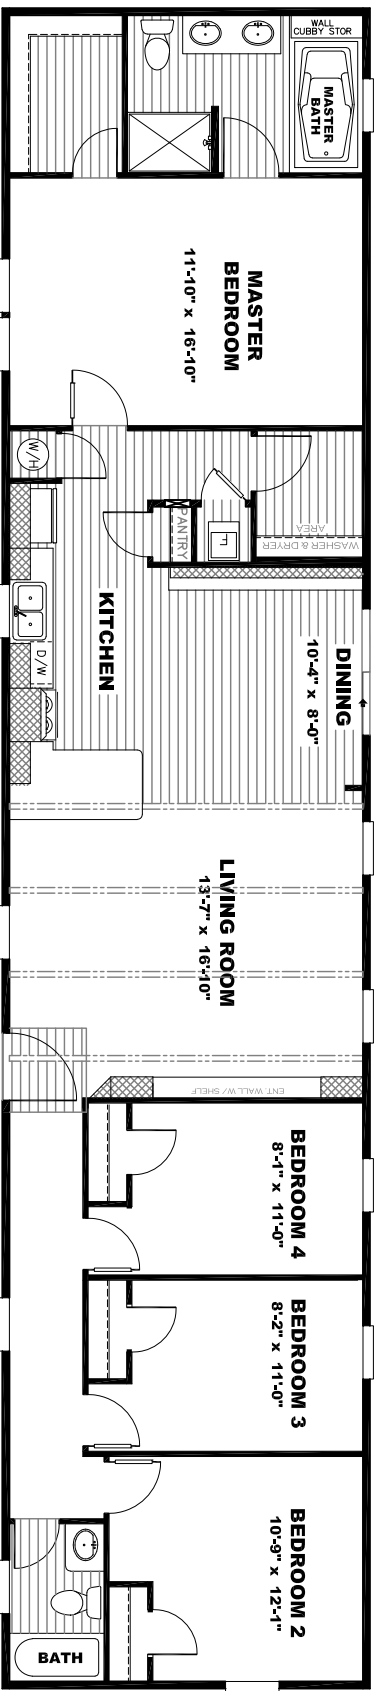 WALL
CUBBY STOR
MASTER
BATH
MASTER
BEDROOM
11'-10" x 16'-10"
W/H
WASHER & DRYER
AREA
PANTRY
F
KITCHEN
D/W
DINING
10'-4" x 8'-0"
LIVING ROOM
13'-7" x 16'-10"
ENT. WALL W/ SHELF
BEDROOM 4
8'-1" x 11'-0"
BEDROOM 3
8'-2" x 11'-0"
BEDROOM 2
10'-9" x 12'-1"
BATH